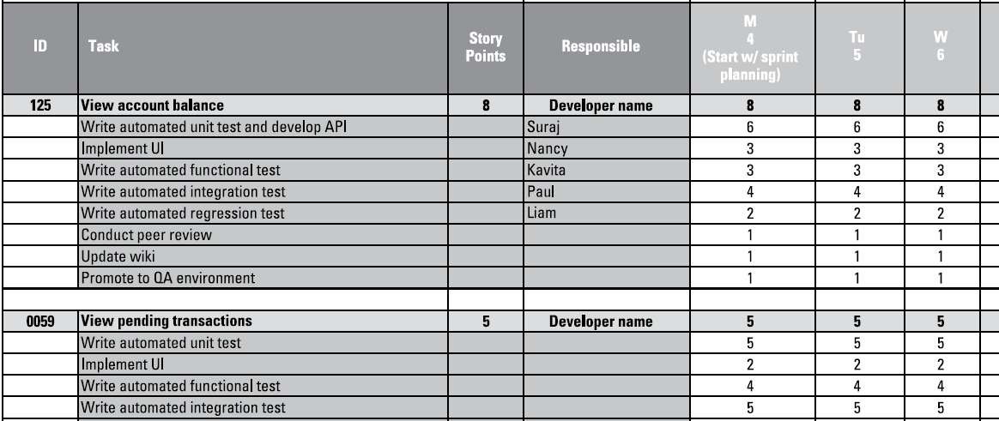 ID Task Story Points Responsible M 4 (Start w/ sprint planning) Tu 5 W 6
125 View account balance 8 Developer name 8 8 8
Write automated unit test and develop API Suraj 6 6 6
Implement UI Nancy 3 3 3
Write automated functional test Kavita 3 3 3
Write automated integration test Paul 4 4 4
Write automated regression test Liam 2 2 2
Conduct peer review 1 1 1
Update wiki 1 1 1
Promote to QA environment 1 1 1
0059 View pending transactions 5 Developer name 5 5 5
Write automated unit test 5 5 5
Implement UI 2 2 2
Write automated functional test 4 4 4
Write automated integration test 5 5 5